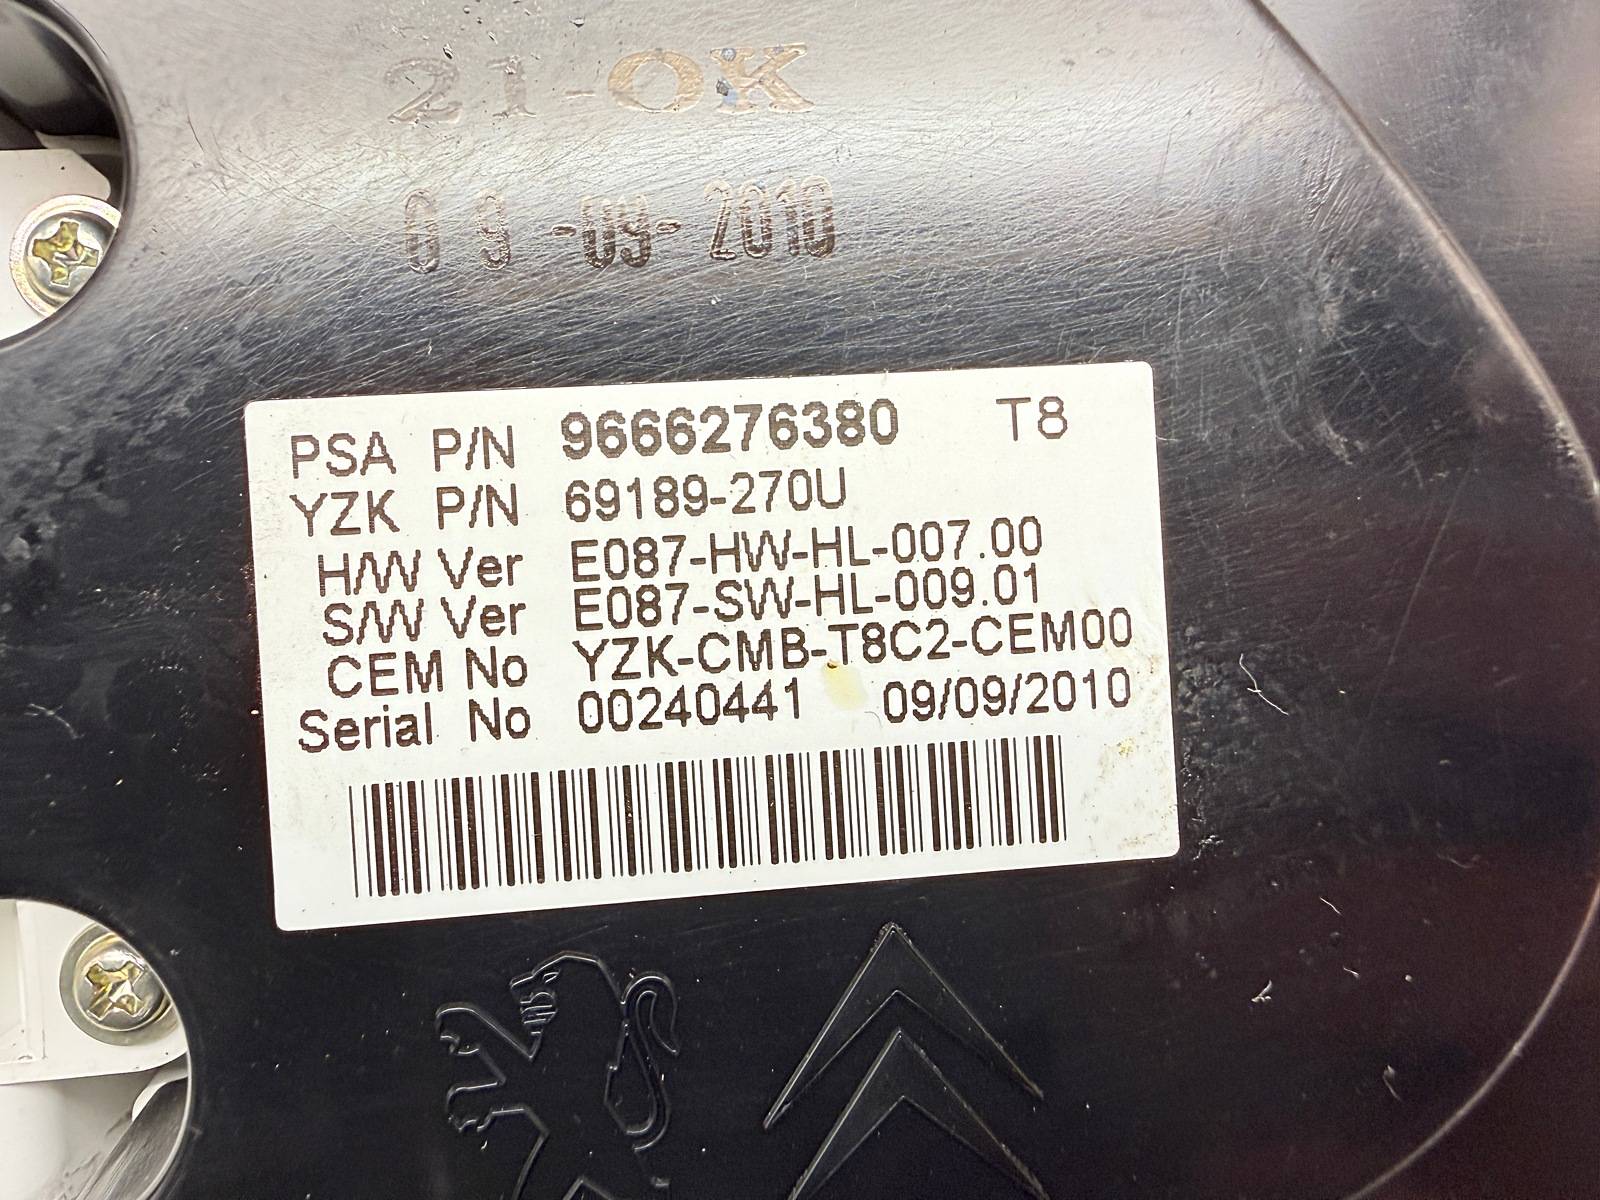 21-OK
09-09-2010
PSA P/N 9666276380 T8
YZK P/N 69189-270U
H/W Ver E087-HW-HL-007.00
S/W Ver E087-SW-HL-009.01
CEM No YZK-CMB-T8C2-CEM00
Serial No 00240441 09/09/2010